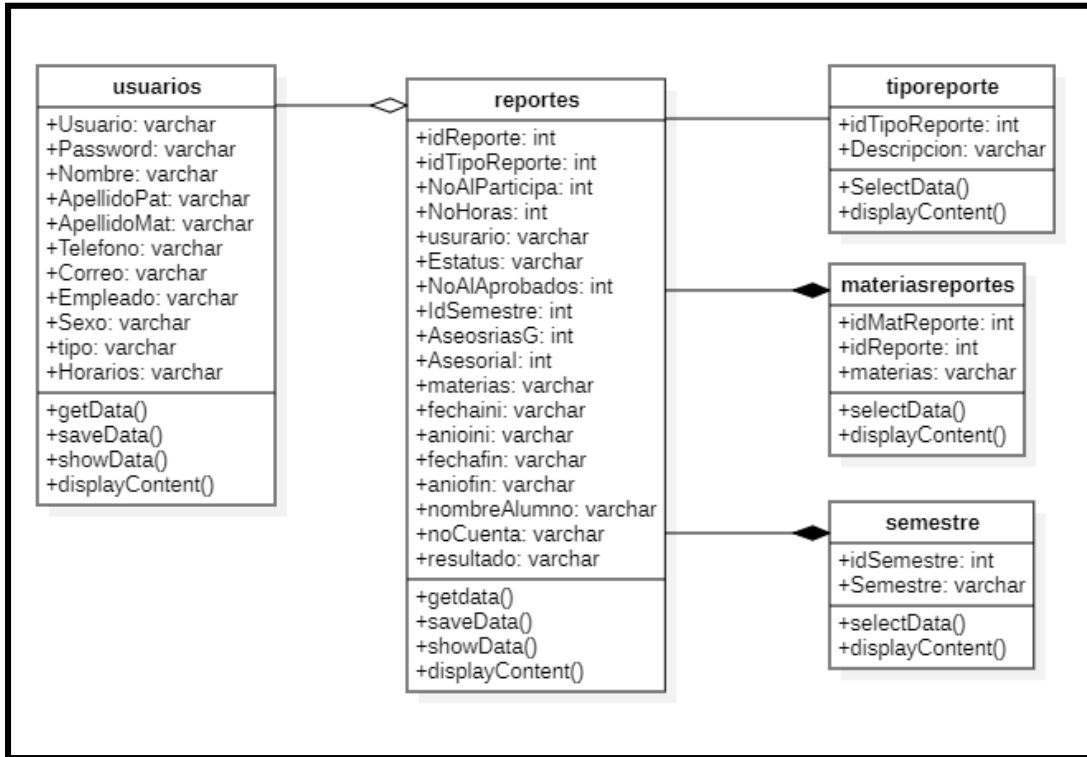 usuarios
+Usuario: varchar
+Password: varchar
+Nombre: varchar
+ApellidoPat: varchar
+ApellidoMat: varchar
+Telefono: varchar
+Correo: varchar
+Empleado: varchar
+Sexo: varchar
+tipo: varchar
+Horarios: varchar
+getData()
+saveData()
+showData()
+displayContent()
reportes
+idReporte: int
+idTipoReporte: int
+NoAlParticipa: int
+NoHoras: int
+usurario: varchar
+Estatus: varchar
+NoAlAprobados: int
+IdSemestre: int
+AseosriasG: int
+AsesoriaI: int
+materias: varchar
+fechaini: varchar
+anioini: varchar
+fechafin: varchar
+aniofin: varchar
+nombreAlumno: varchar
+noCuenta: varchar
+resultado: varchar
+getdata()
+saveData()
+showData()
+displayContent()
tiporeporte
+idTipoReporte: int
+Descripcion: varchar
+SelectData()
+displayContent()
materiasreportes
+idMatReporte: int
+idReporte: int
+materias: varchar
+selectData()
+displayContent()
semestre
+idSemestre: int
+Semestre: varchar
+selectData()
+displayContent()